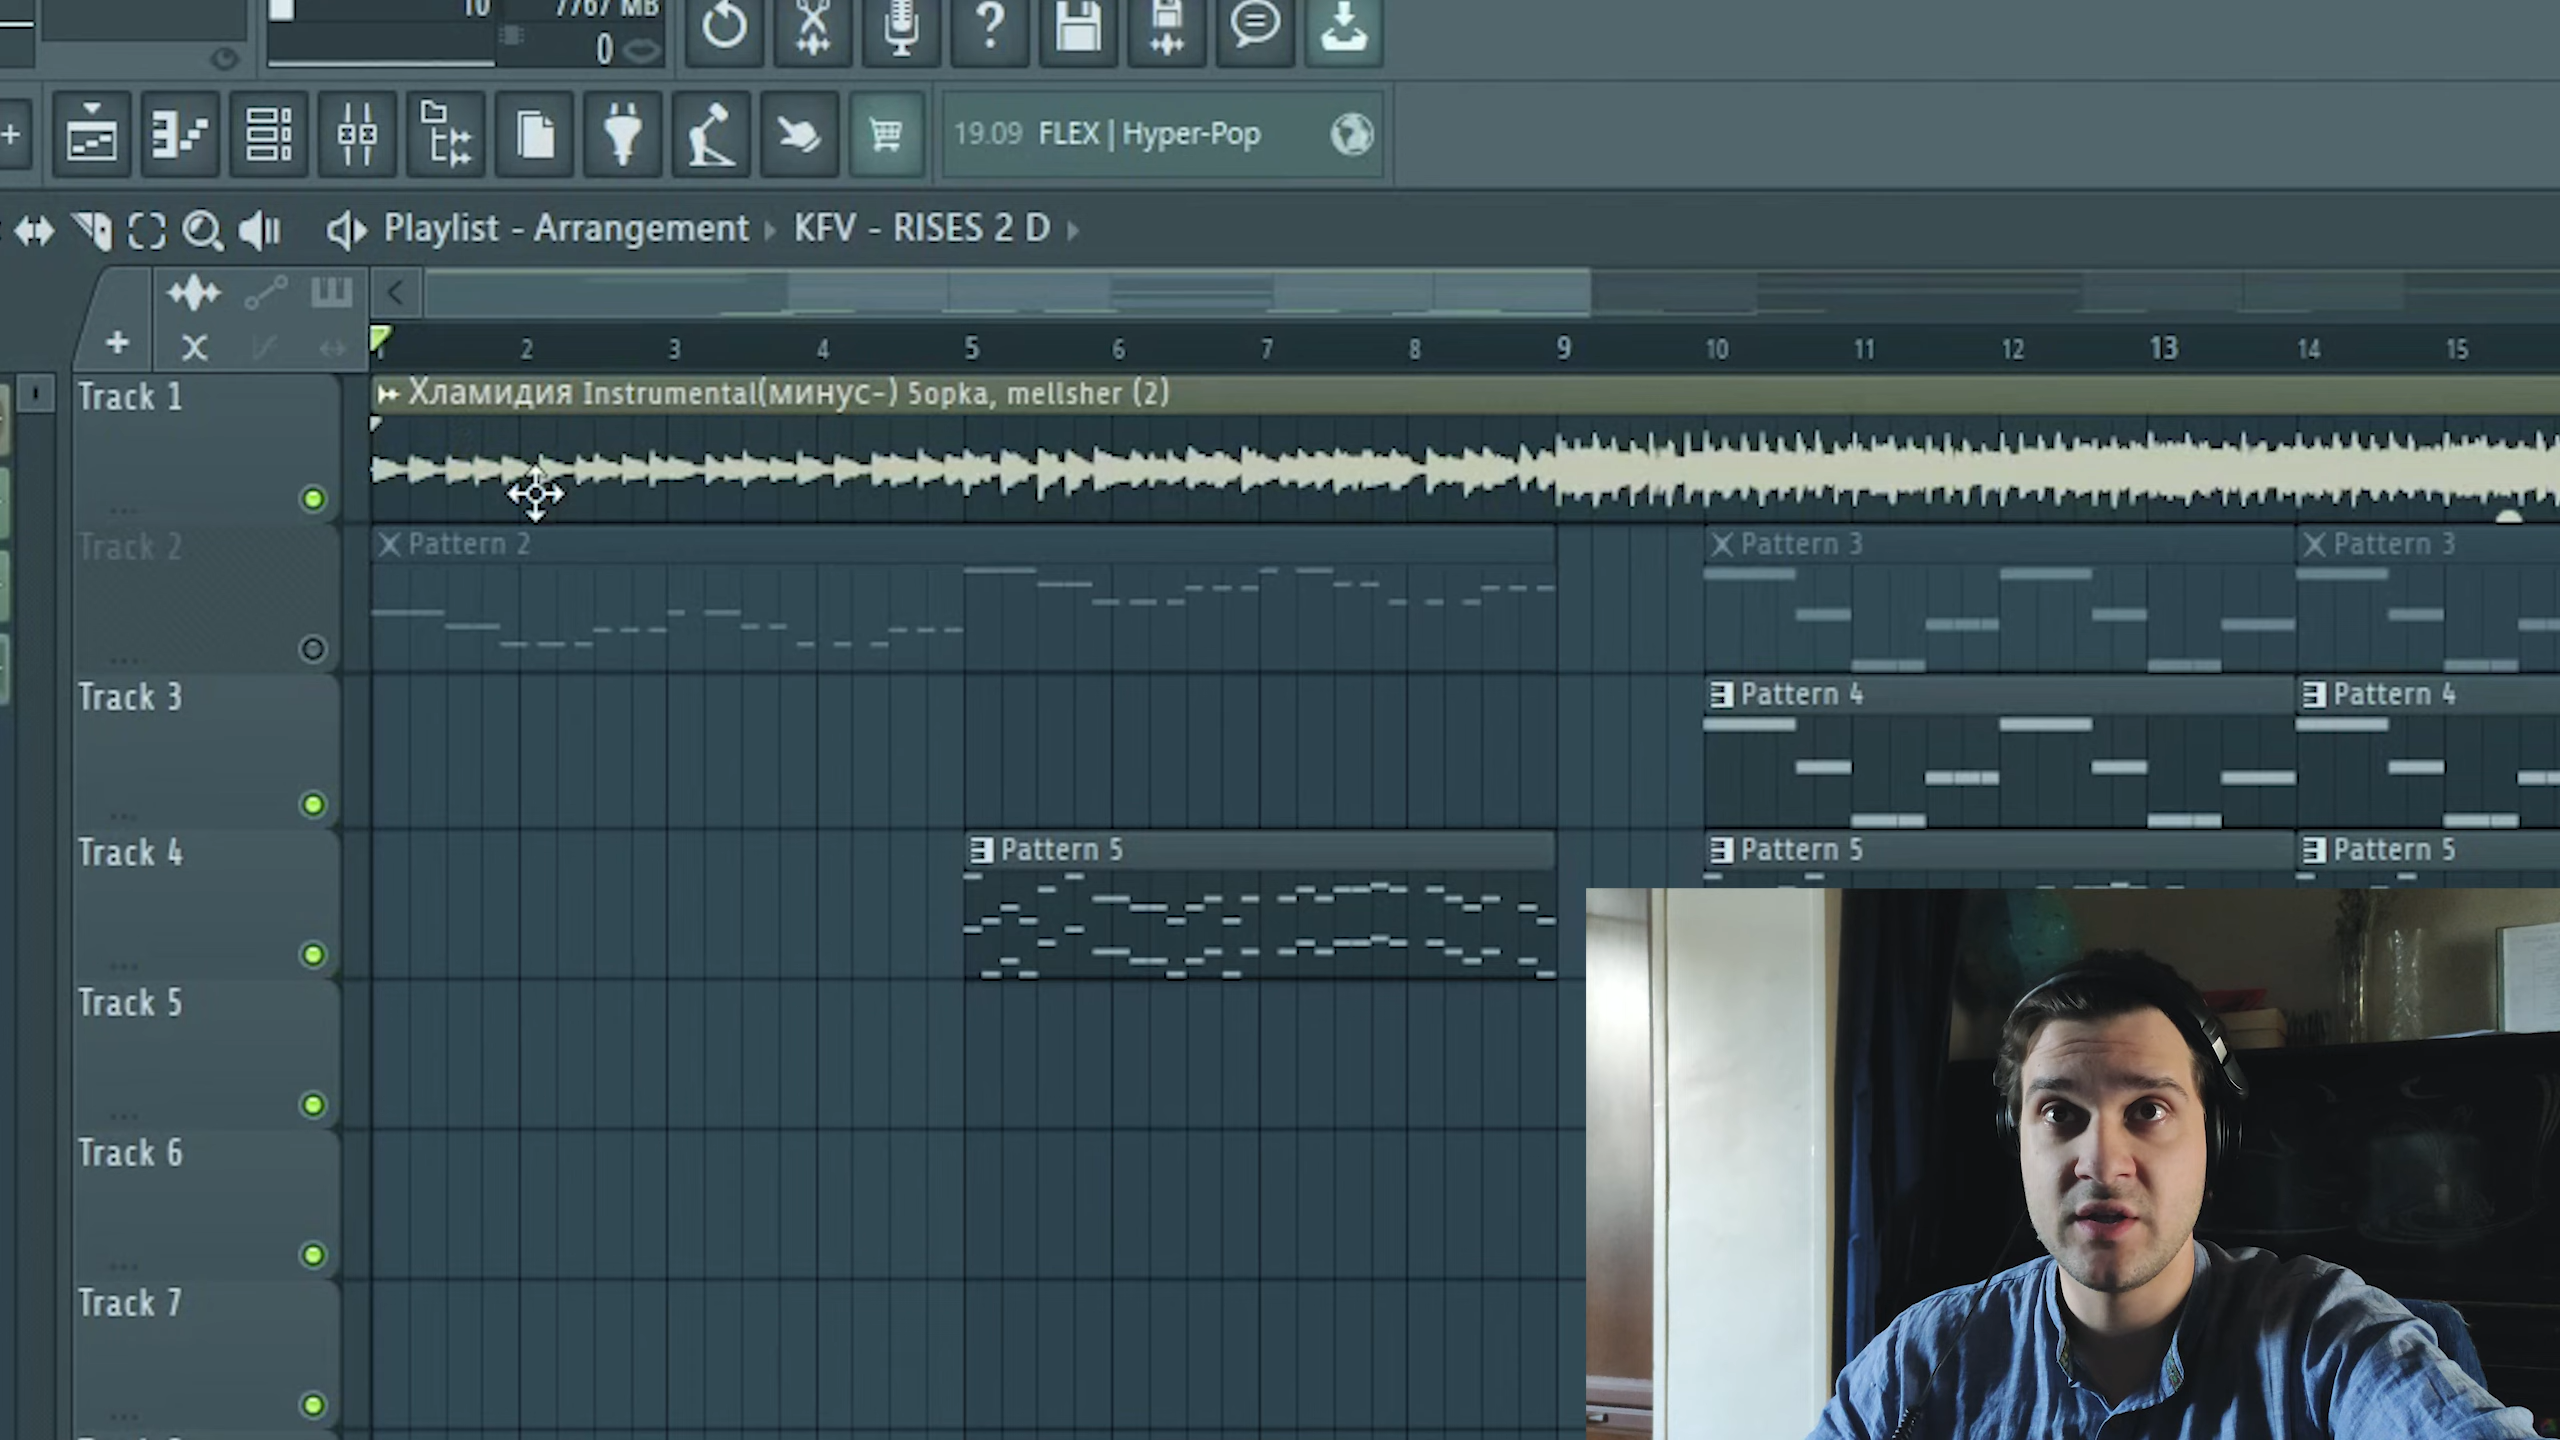 10 7767 MB
0
19.09 FLEX | Hyper-Pop
Playlist - Arrangement KFV - RISES 2 D
1 2 3 4 5 6 7 8 9 10 11 12 13 14 15
Track 1
Хламидия Instrumental(минус-) 5opka, mellsher (2)
Track 2
Pattern 2
Pattern 3
Pattern 3
Track 3
Pattern 4
Pattern 4
Track 4
Pattern 5
Pattern 5
Pattern 5
Track 5
Track 6
Track 7